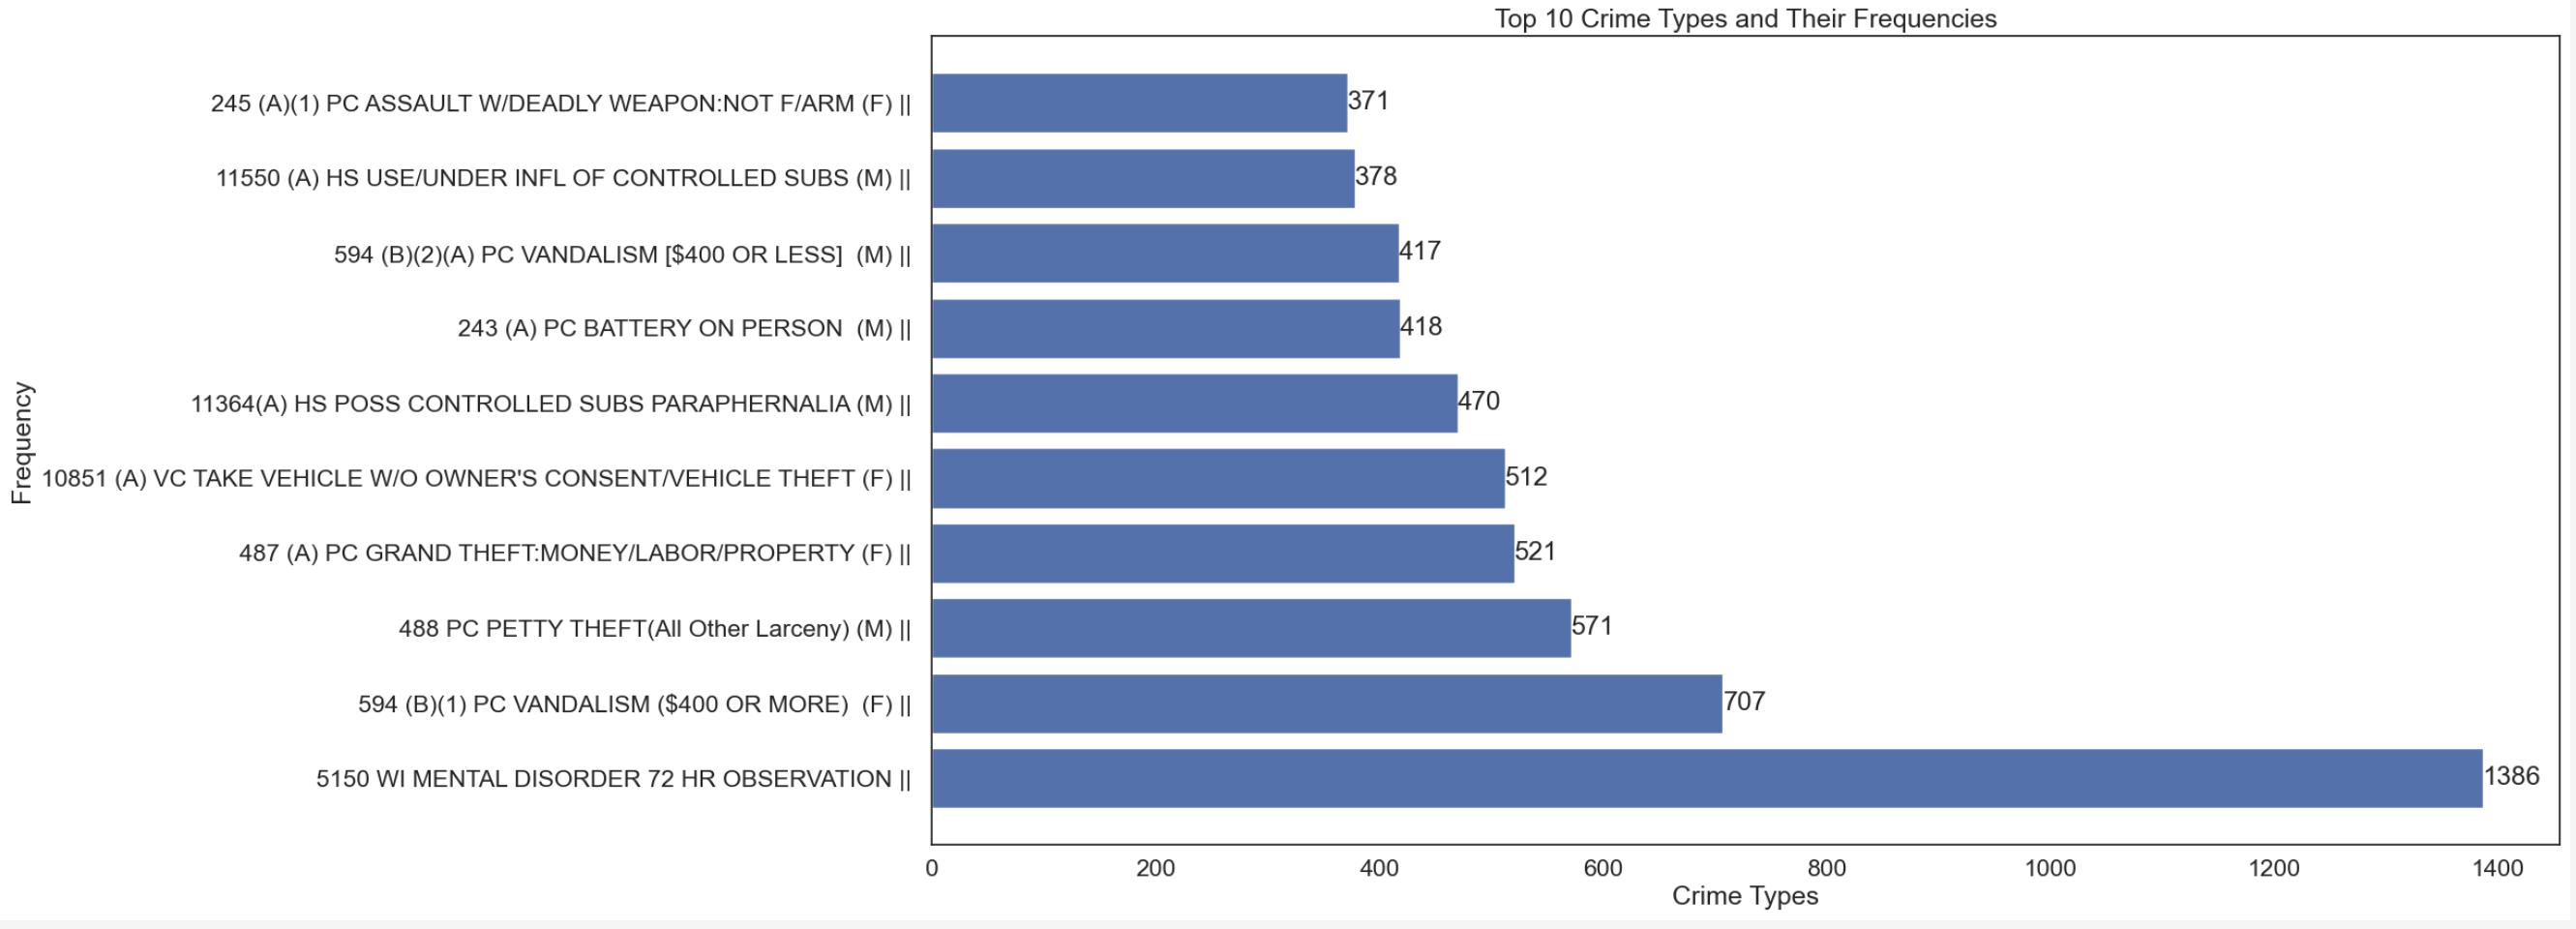 Top 10 Crime Types and Their Frequencies
245 (A)(1) PC ASSAULT W/DEADLY WEAPON:NOT F/ARM (F) ||
371
11550 (A) HS USE/UNDER INFL OF CONTROLLED SUBS (M) ||
378
594 (B)(2)(A) PC VANDALISM [$400 OR LESS]  (M) ||
417
243 (A) PC BATTERY ON PERSON  (M) ||
418
11364(A) HS POSS CONTROLLED SUBS PARAPHERNALIA (M) ||
470
Frequency
10851 (A) VC TAKE VEHICLE W/O OWNER'S CONSENT/VEHICLE THEFT (F) ||
512
487 (A) PC GRAND THEFT:MONEY/LABOR/PROPERTY (F) ||
521
488 PC PETTY THEFT(All Other Larceny) (M) ||
571
594 (B)(1) PC VANDALISM ($400 OR MORE)  (F) ||
707
5150 WI MENTAL DISORDER 72 HR OBSERVATION ||
1386
0 200 400 600 800 1000 1200 1400
Crime Types